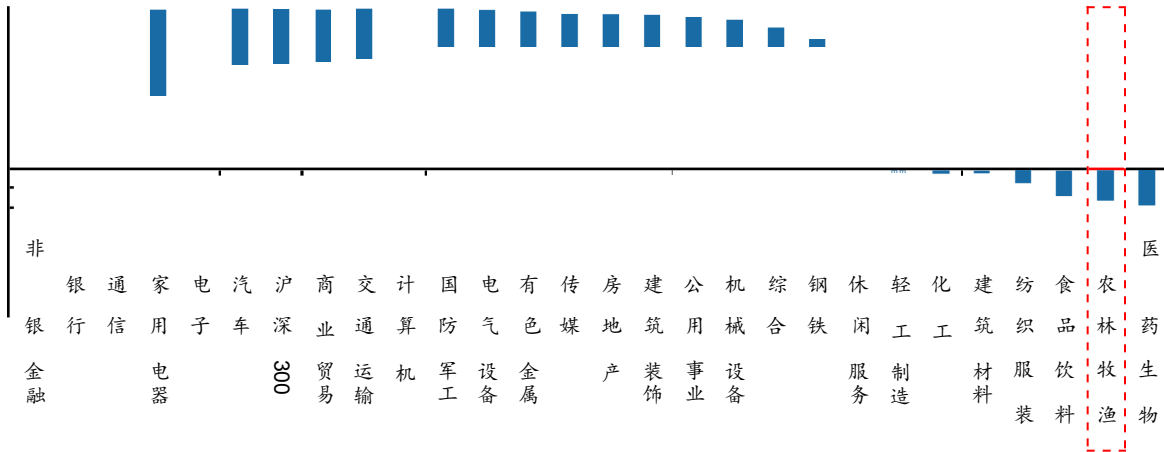 非银金融
银行
通信
家用电器
电子
汽车
沪深300
商业贸易
交通运输
计算机
国防军工
电气设备
有色金属
传媒
房地产
建筑装饰
公用事业
机械设备
综合
钢铁
休闲服务
轻工制造
化工
建筑材料
纺织服装
食品饮料
农林牧渔
医药生物